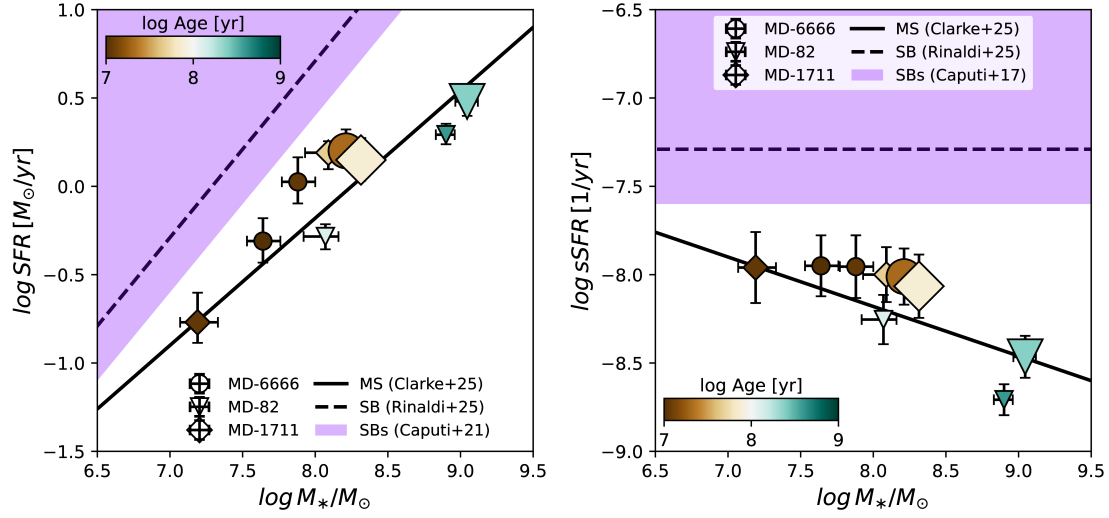 log Age [yr]
7 8 9
1.0
0.5
0.0
−0.5
−1.0
−1.5
log SFR [M⊙/yr]
MD-6666
MD-82
MD-1711
MS (Clarke+25)
SB (Rinaldi+25)
SBs (Caputi+21)
6.5 7.0 7.5 8.0 8.5 9.0 9.5
log M∗/M⊙
−6.5
−7.0
−7.5
−8.0
−8.5
−9.0
log sSFR [1/yr]
MD-6666
MD-82
MD-1711
MS (Clarke+25)
SB (Rinaldi+25)
SBs (Caputi+17)
log Age [yr]
7 8 9
6.5 7.0 7.5 8.0 8.5 9.0 9.5
log M∗/M⊙